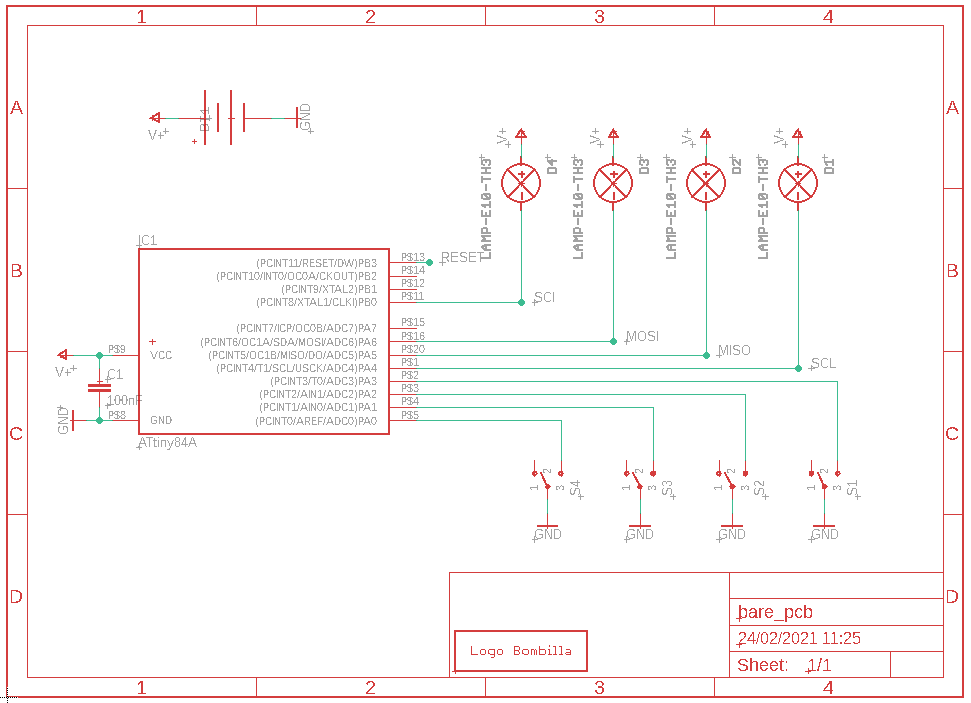 1 2 3 4
A
A
BT1
V+
GND
V+ V+ V+ V+
LAMP-E10-TH3 D4
LAMP-E10-TH3 D3
LAMP-E10-TH3 D2
LAMP-E10-TH3 D1
B
B
IC1
(PCINT11/RESET/DW)PB3 P$13 RESET
(PCINT10/INT0/OC0A/CKOUT)PB2 P$14
(PCINT9/XTAL2)PB1 P$12
(PCINT8/XTAL1/CLKI)PB0 P$11 SCI
(PCINT7/ICP/OC0B/ADC7)PA7 P$15
(PCINT6/OC1A/SDA/MOSI/ADC6)PA6 P$16 MOSI
P$9 VCC (PCINT5/OC1B/MISO/DO/ADC5)PA5 P$20 MISO
(PCINT4/T1/SCL/USCK/ADC4)PA4 P$1 SCL
V+
C1
(PCINT3/T0/ADC3)PA3 P$2
(PCINT2/AIN1/ADC2)PA2 P$3
100nF
(PCINT1/AIN0/ADC1)PA1 P$4
GND P$8 GND (PCINT0/AREF/ADC0)PA0 P$5
ATtiny84A
C
C
1 2 3 S4
1 2 3 S3
1 2 3 S2
1 2 3 S1
GND GND GND GND
D
D
bare_pcb
24/02/2021 11:25
Logo Bombilla
Sheet: 1/1
1 2 3 4